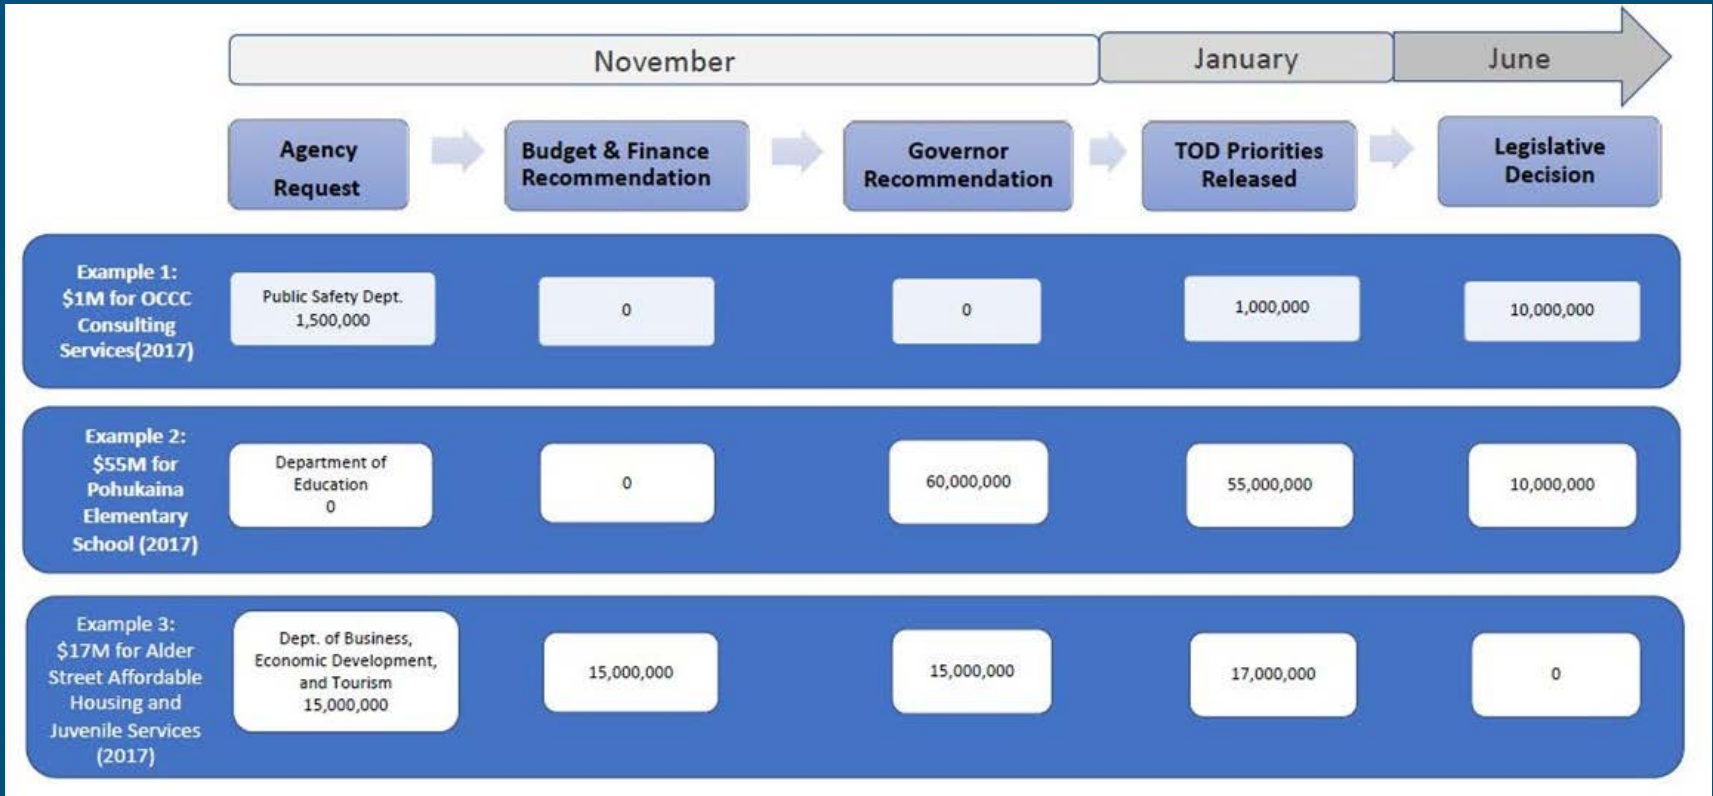 November
January
June
Agency
Request
Budget & Finance
Recommendation
Governor
Recommendation
TOD Priorities
Released
Legislative
Decision
Example 1:
$1M for OCCC
Consulting
Services(2017)
Public Safety Dept.
1,500,000
0
0
1,000,000
10,000,000
Example 2:
$55M for
Pohukaina
Elementary
School (2017)
Department of
Education
0
0
60,000,000
55,000,000
10,000,000
Example 3:
$17M for Alder
Street Affordable
Housing and
Juvenile Services
(2017)
Dept. of Business,
Economic Development,
and Tourism
15,000,000
15,000,000
15,000,000
17,000,000
0